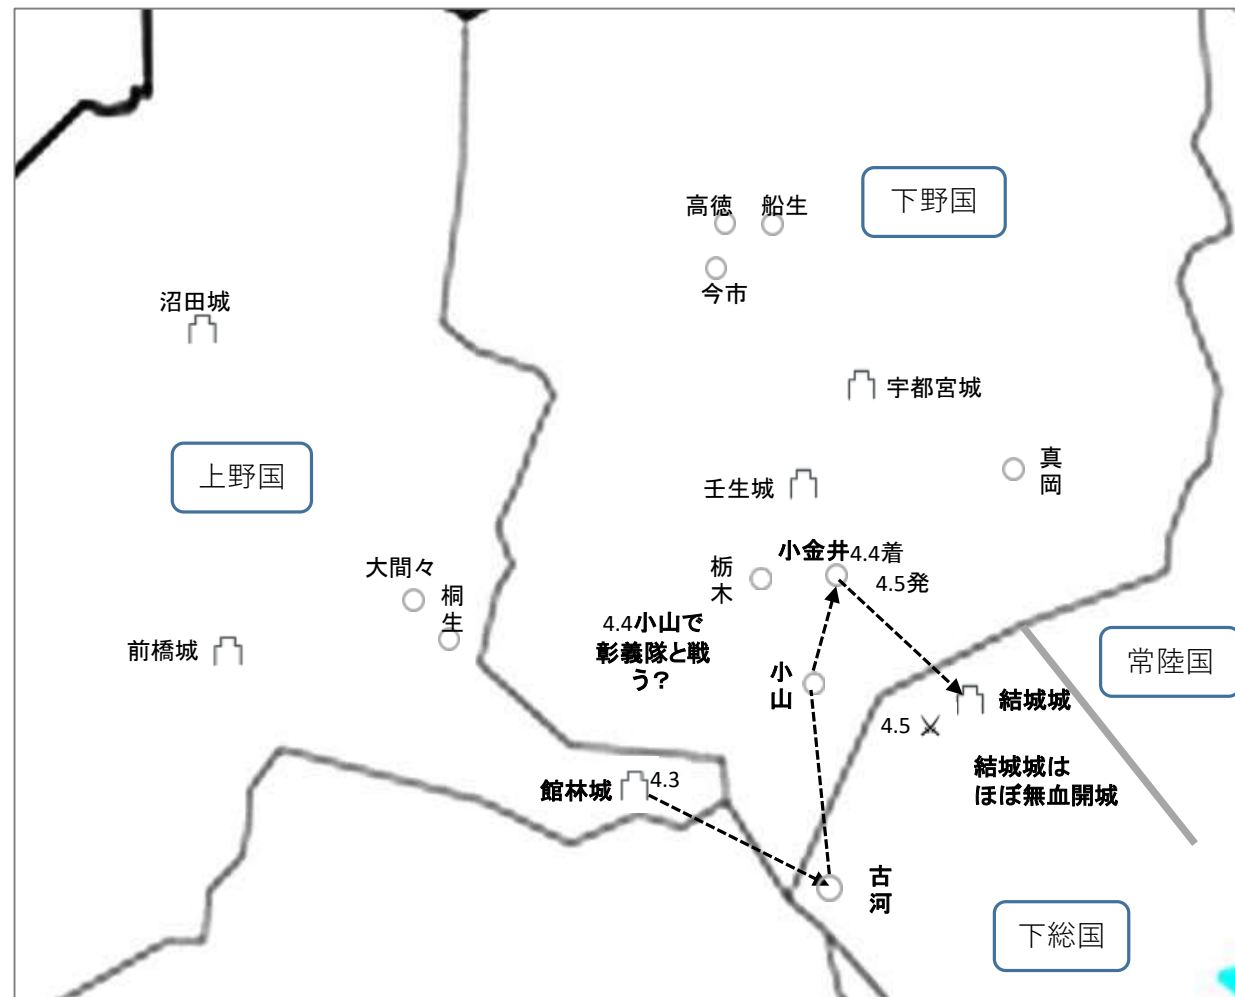 高徳
船生
下野国
今市
沼田城
宇都宮城
上野国
真
岡
壬生城
小金井
4.4着
4.5発
大間々
桐
生
栃
木
4.4小山で
彰義隊と戦
う?
前橋城
小
山
常陸国
結城城
4.5
結城城は
ほぼ無血開城
館林城
4.3
古
河
下総国